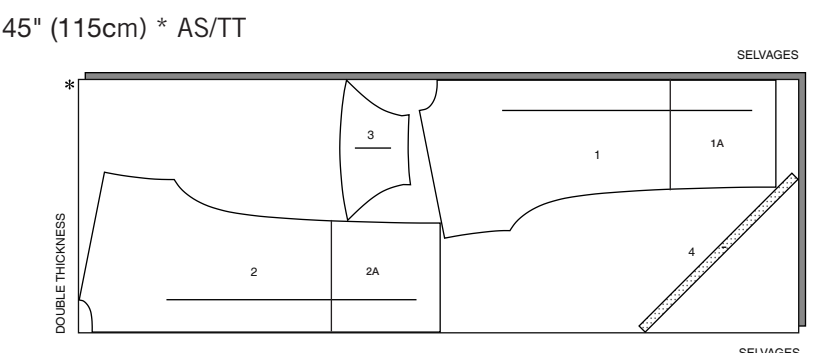 45" (115cm) * AS/TT
SELVAGES
*
3
1
1A
DOUBLE THICKNESS
2
2A
4
SELVAGES